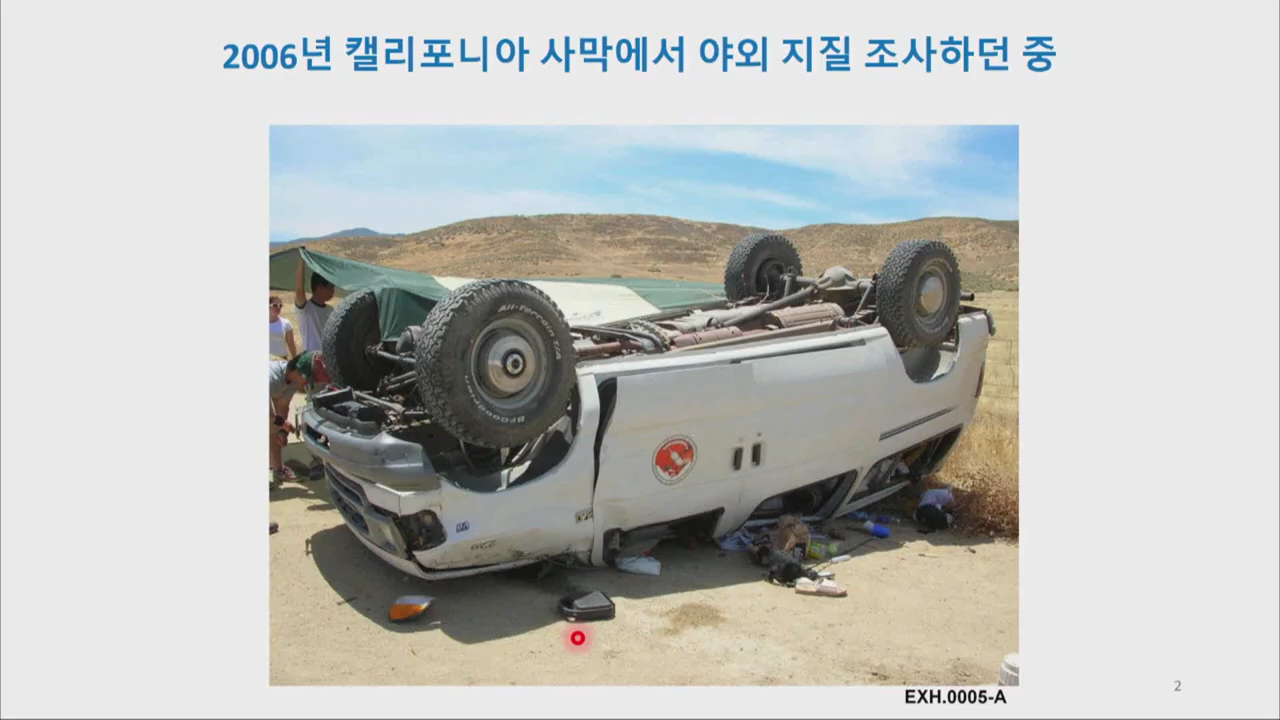 2006년 캘리포니아 사막에서 야외 지질 조사하던 중
All-Terrain T/A
BFGoodrich
EXH.0005-A
2